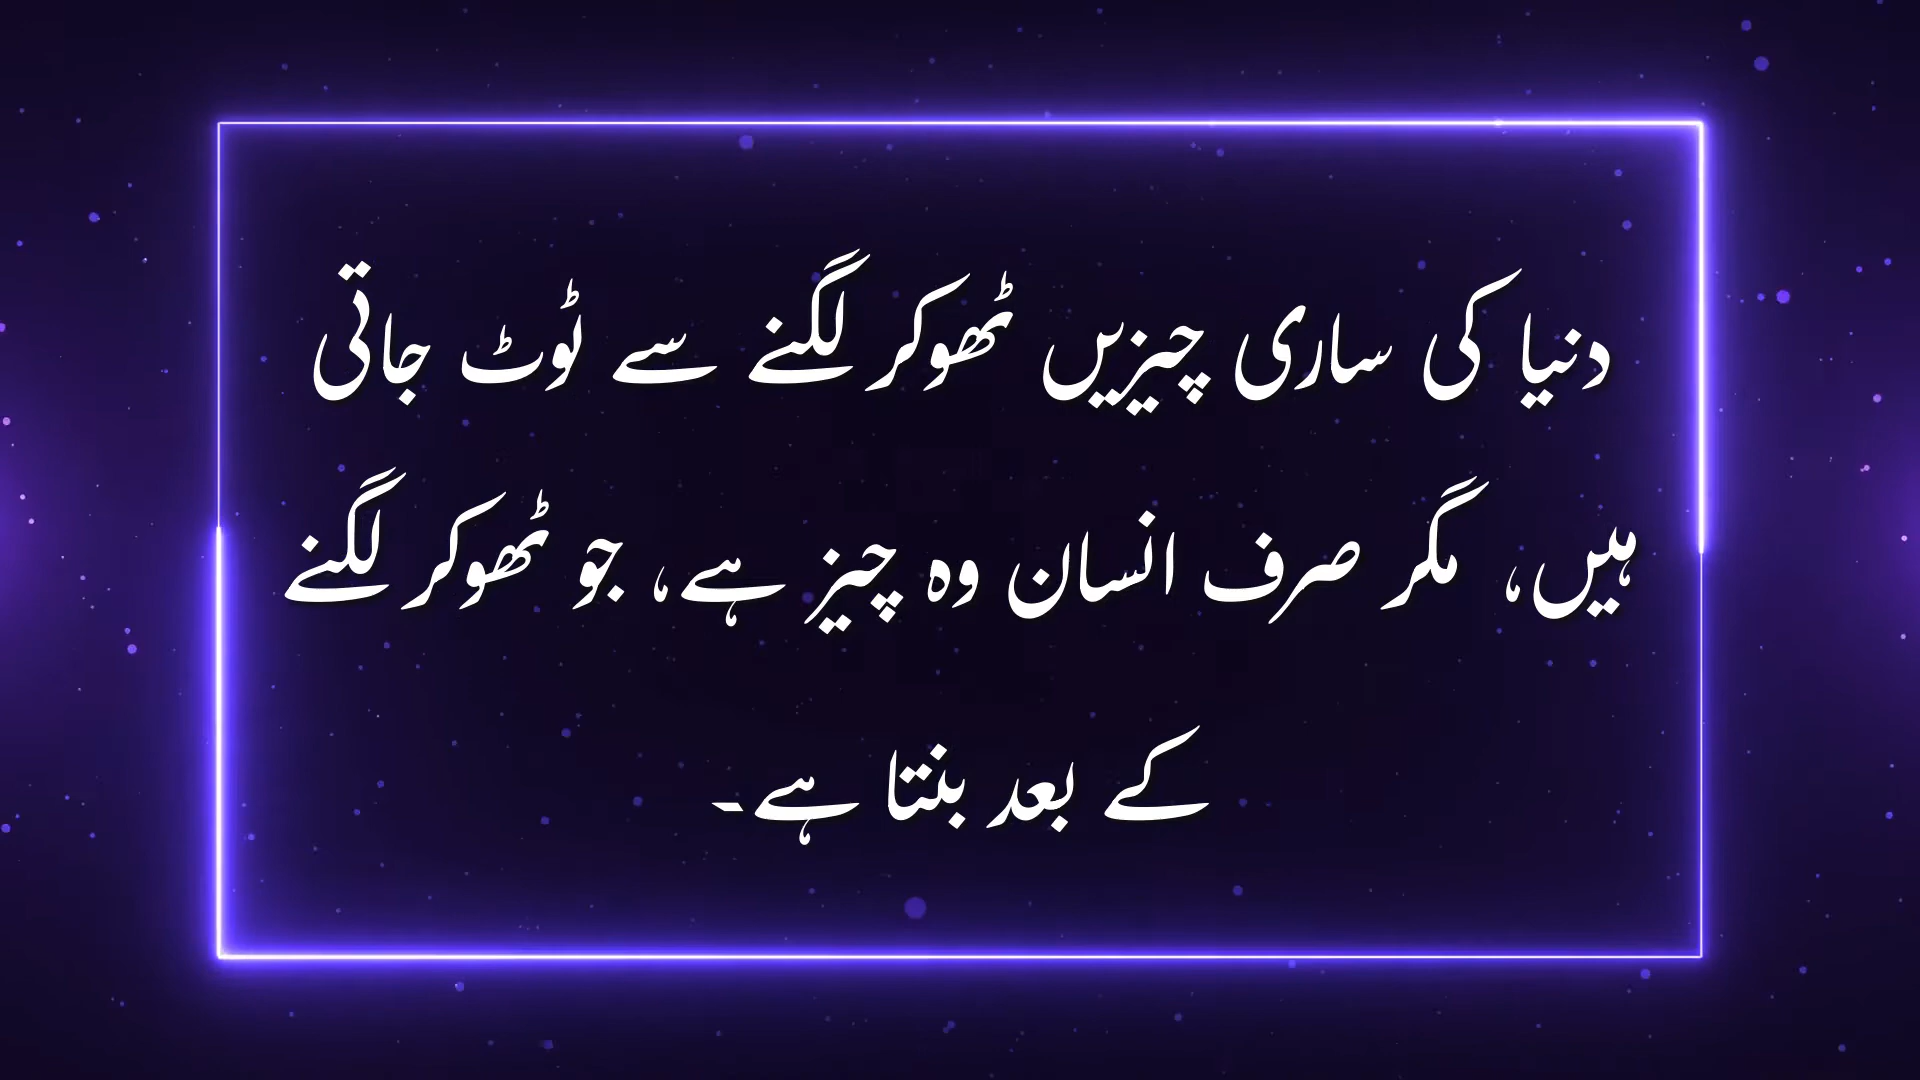 دنیا کی ساری چیزیں ٹھوکر لگنے سے ٹوٹ جاتی
ہیں، مگر صرف انسان وہ چیز ہے، جو ٹھوکر لگنے
کے بعد بنتا ہے۔